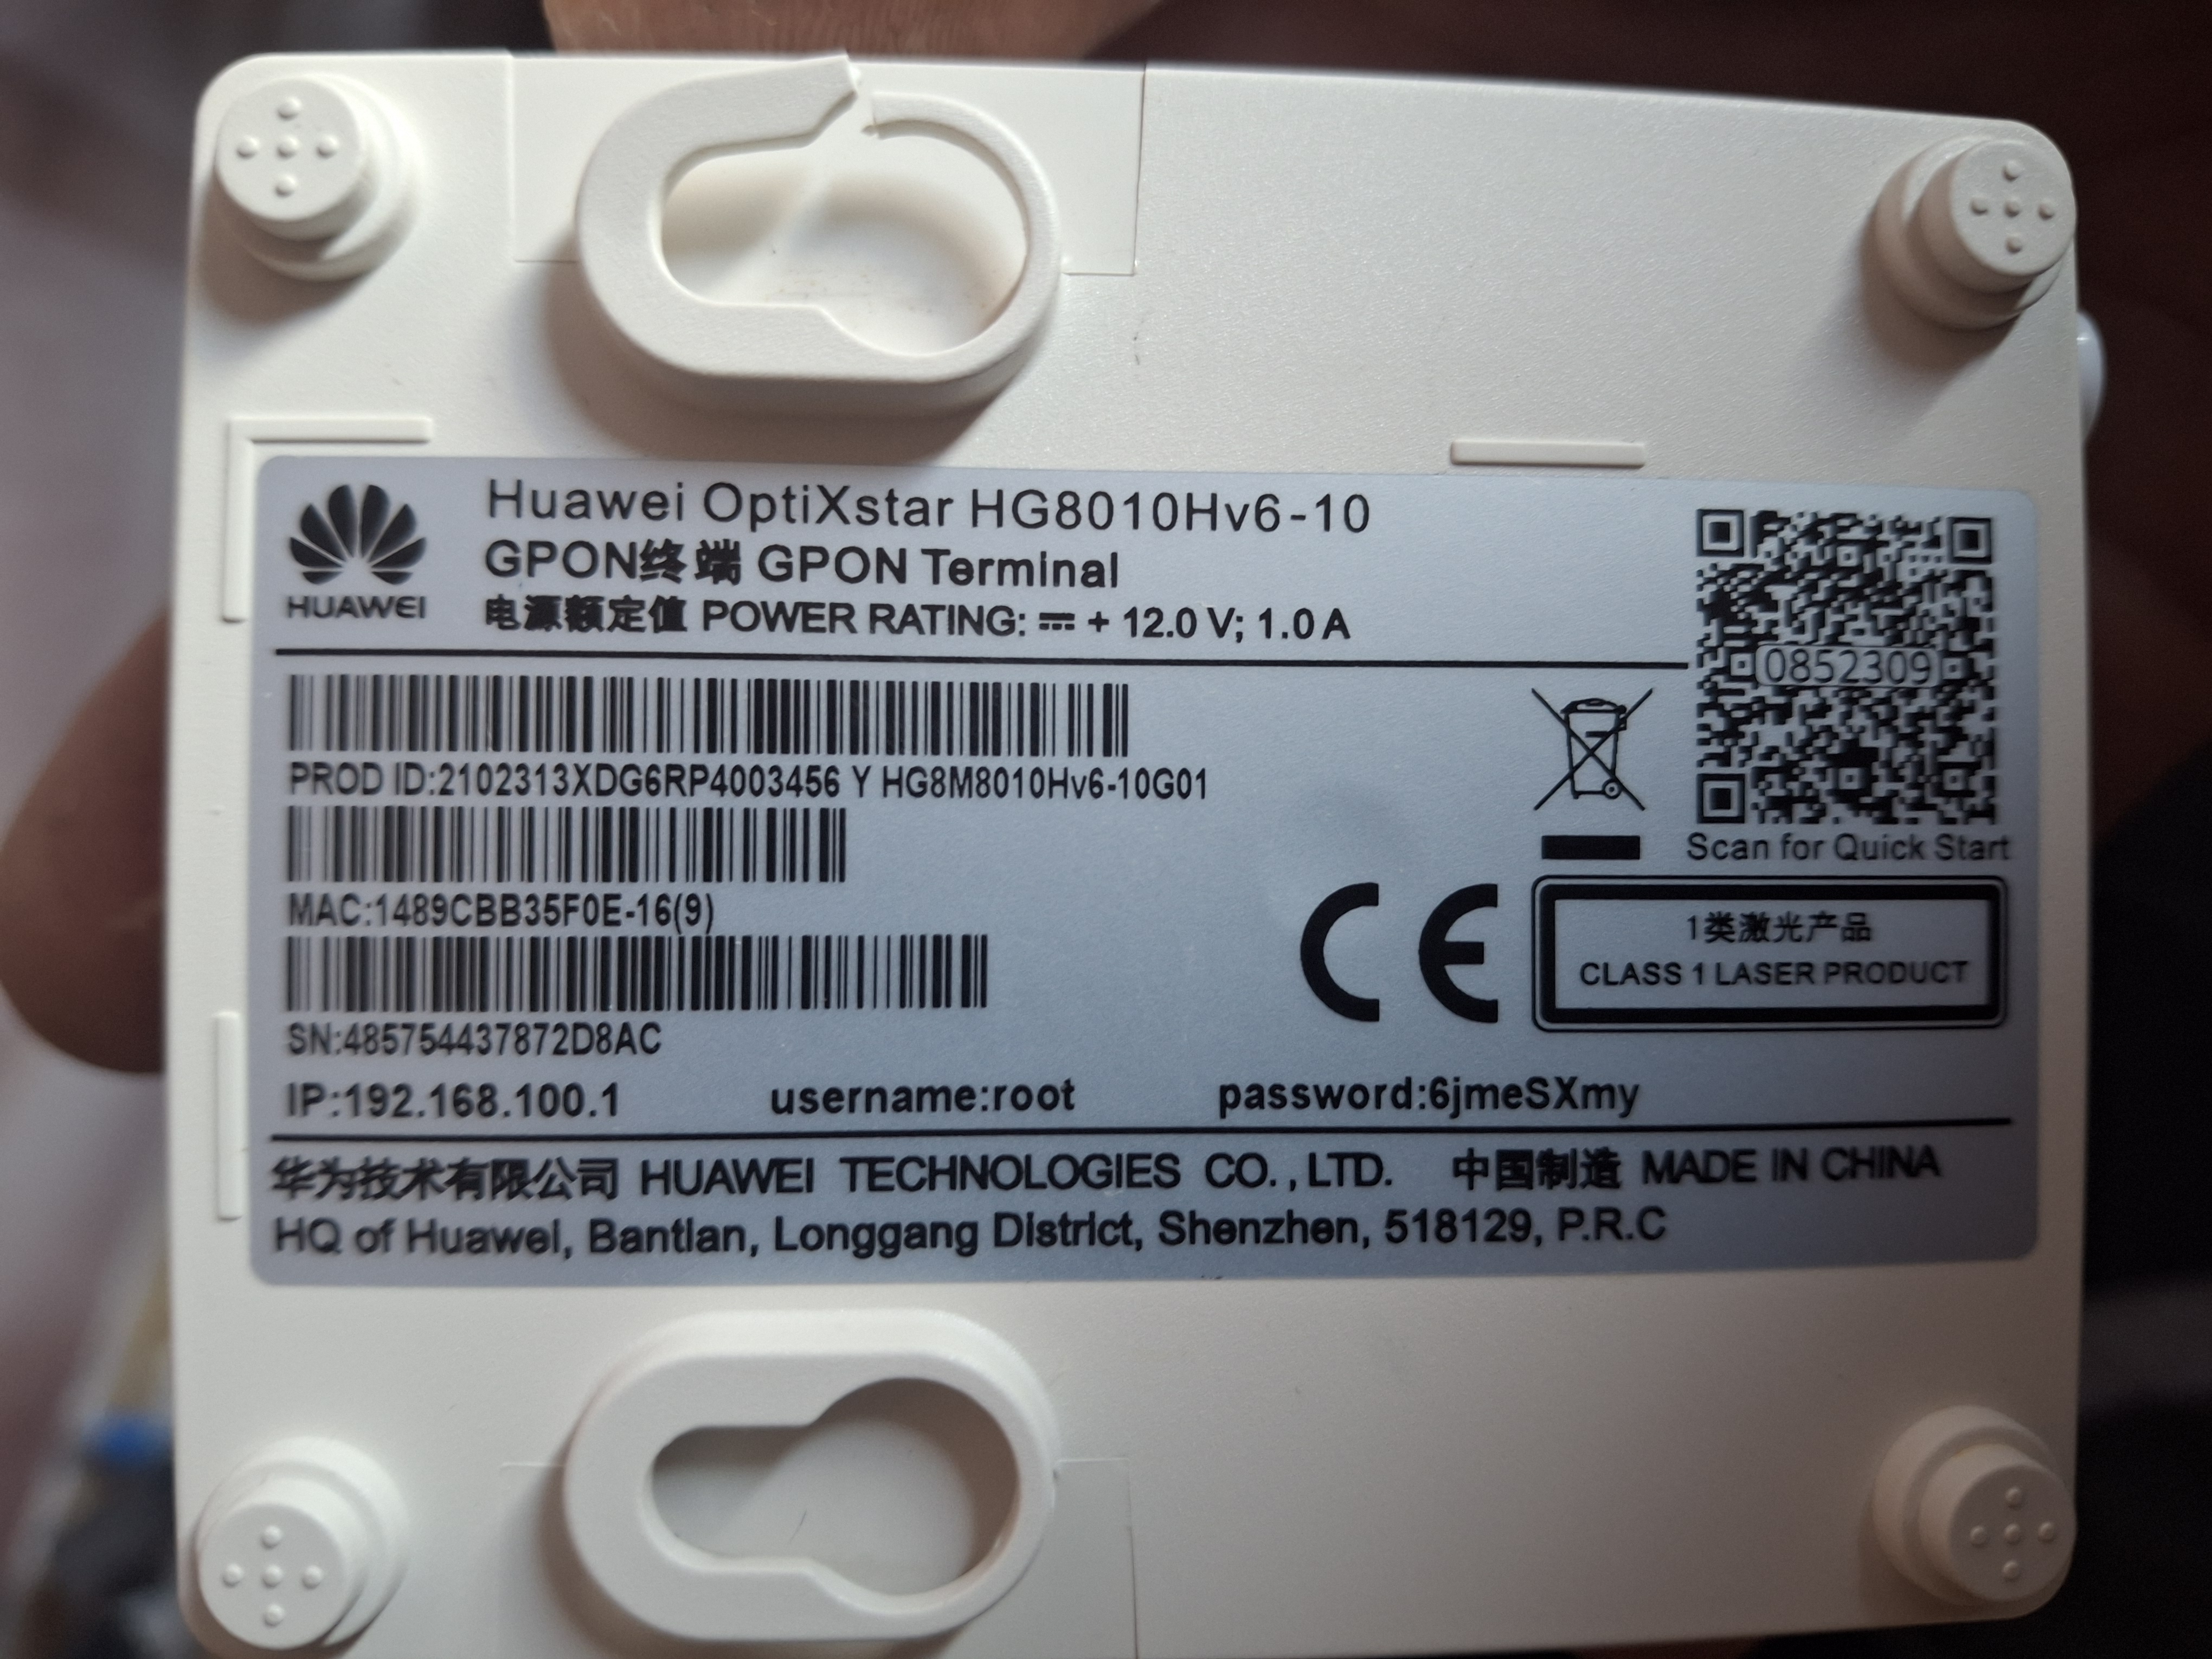 Huawei OptiXstar HG8010Hv6-10
GPON终端 GPON Terminal
电源额定值 POWER RATING: ⎓ + 12.0 V; 1.0 A
HUAWEI
0852309
PROD ID:2102313XDG6RP4003456 Y HG8M8010Hv6-10G01
Scan for Quick Start
MAC:1489CBB35F0E-16(9)
CE
1类激光产品
CLASS 1 LASER PRODUCT
SN:485754437872D8AC
IP:192.168.100.1 username:root password:6jmeSXmy
华为技术有限公司 HUAWEI TECHNOLOGIES CO.,LTD. 中国制造 MADE IN CHINA
HQ of Huawei, Bantian, Longgang District, Shenzhen, 518129, P.R.C